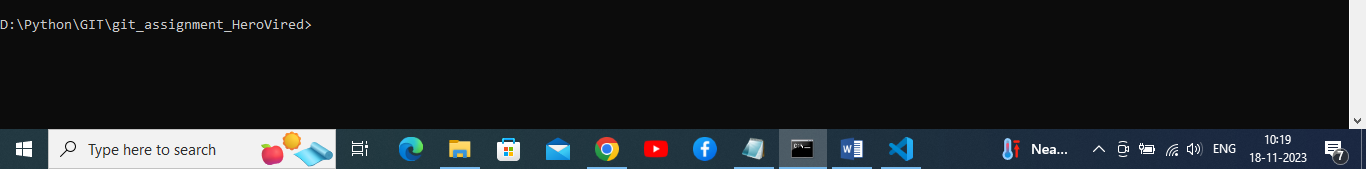 D:\Python\GIT\git_assignment_HeroVired>
Type here to search
Nea...
ENG
10:19
18-11-2023
7